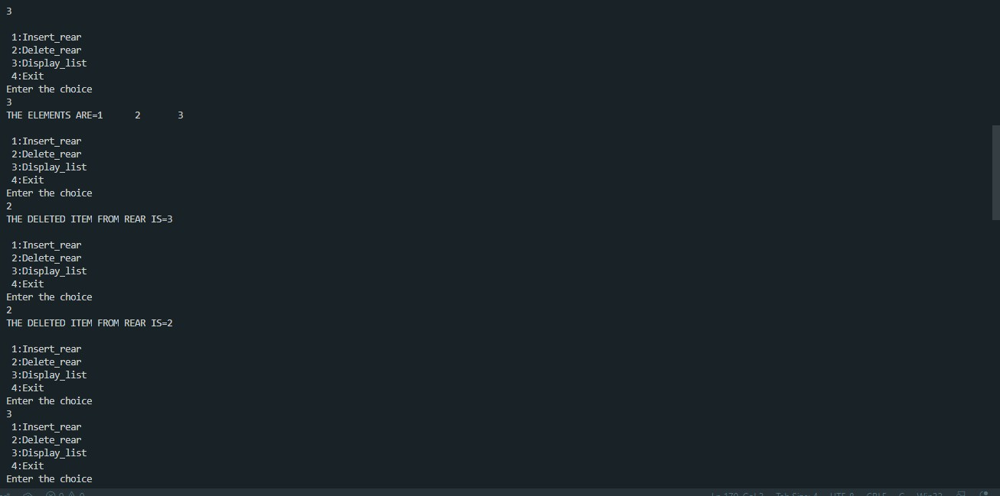 3
1:Insert_rear
2:Delete_rear
3:Display_list
4:Exit
Enter the choice
3
THE ELEMENTS ARE=1 2 3
1:Insert_rear
2:Delete_rear
3:Display_list
4:Exit
Enter the choice
2
THE DELETED ITEM FROM REAR IS=3
1:Insert_rear
2:Delete_rear
3:Display_list
4:Exit
Enter the choice
2
THE DELETED ITEM FROM REAR IS=2
1:Insert_rear
2:Delete_rear
3:Display_list
4:Exit
Enter the choice
3
1:Insert_rear
2:Delete_rear
3:Display_list
4:Exit
Enter the choice